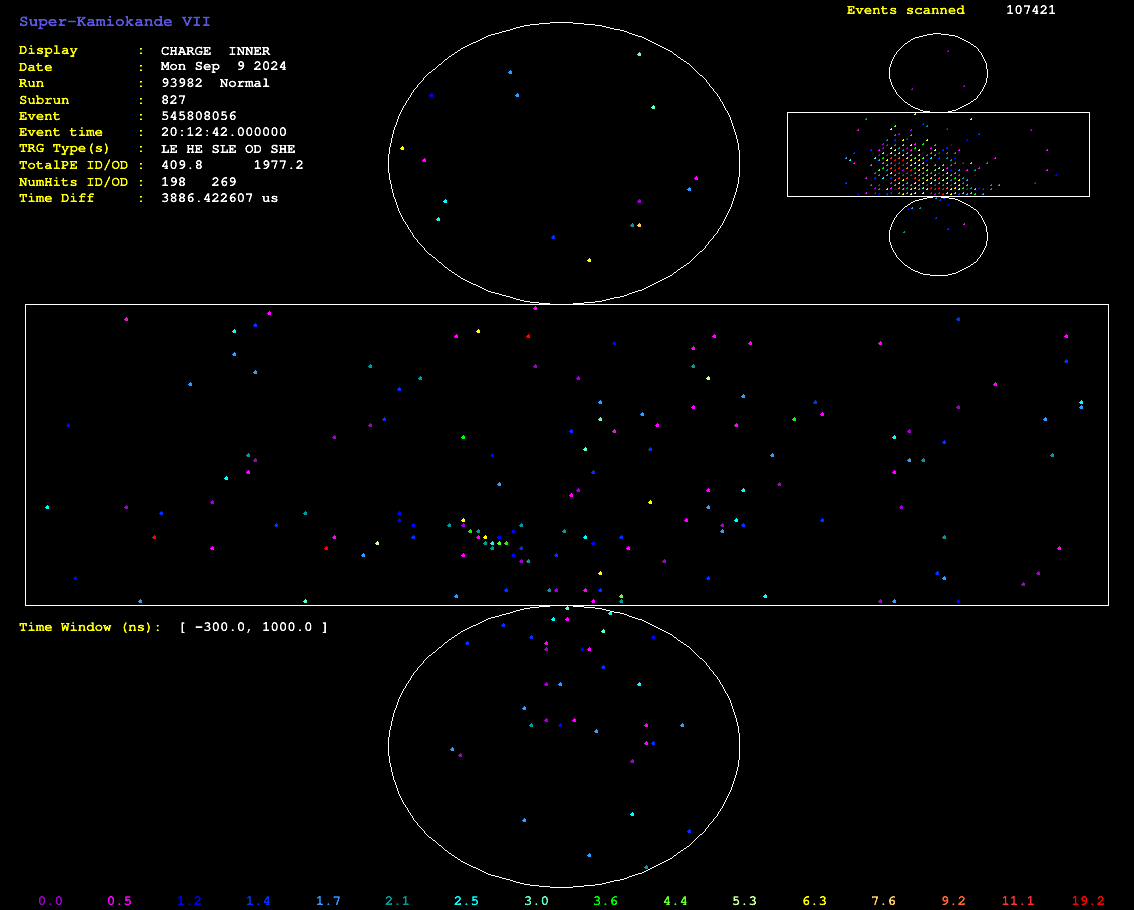 Super-Kamiokande VII
Events scanned 107421
Display : CHARGE INNER
Date : Mon Sep 9 2024
Run : 93982 Normal
Subrun : 827
Event : 545808056
Event time : 20:12:42.000000
TRG Type(s) : LE HE SLE OD SHE
TotalPE ID/OD : 409.8 1977.2
NumHits ID/OD : 198 269
Time Diff : 3886.422607 us
Time Window (ns): [ -300.0, 1000.0 ]
0.0 0.5 1.2 1.4 1.7 2.1 2.5 3.0 3.6 4.4 5.3 6.3 7.6 9.2 11.1 19.2